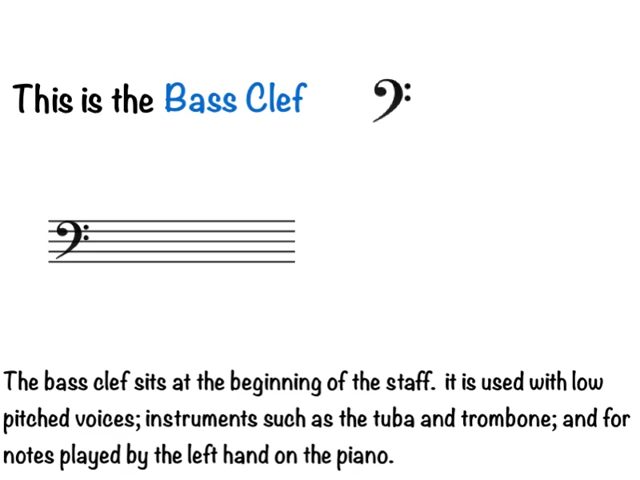 This is the Bass Clef
The bass clef sits at the beginning of the staff. it is used with low
pitched voices; instruments such as the tuba and trombone; and for
notes played by the left hand on the piano.